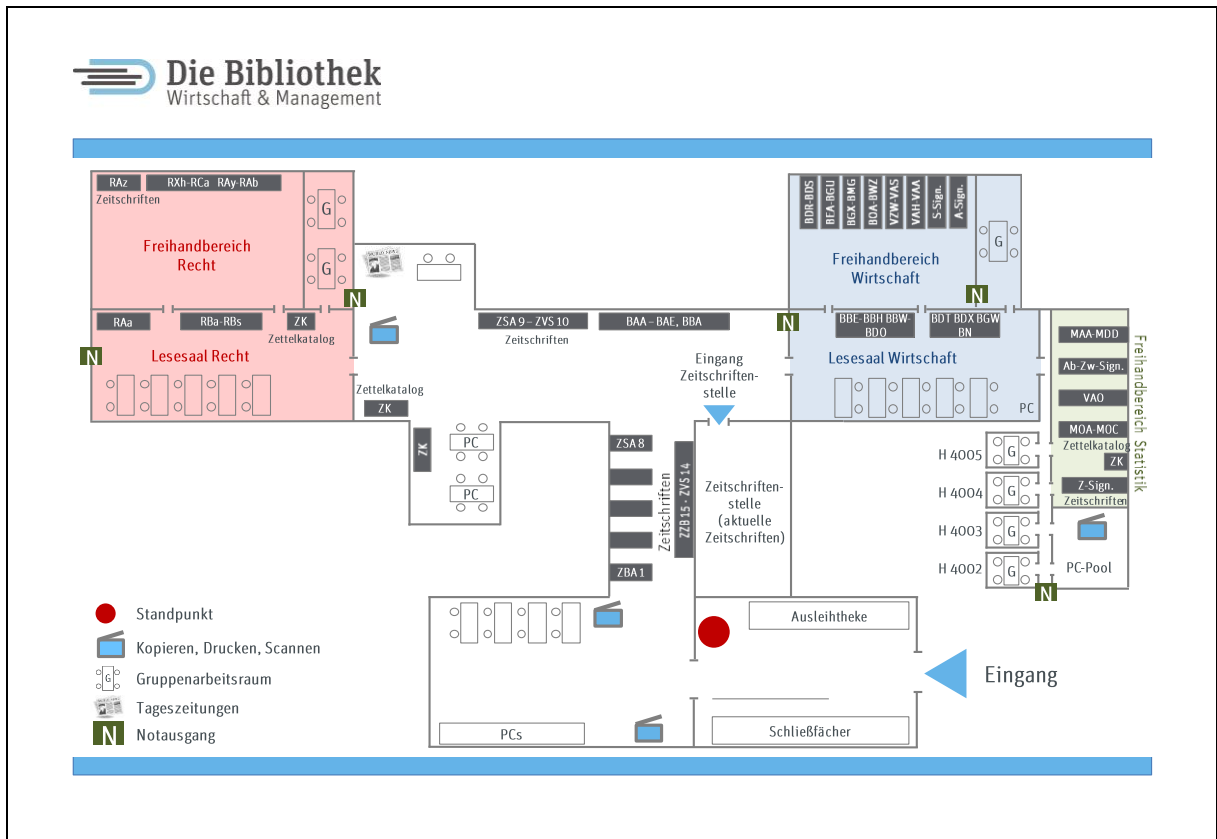 Die Bibliothek
Wirtschaft & Management
RAz
RXh-RCa RAy-RAb
Zeitschriften
G
G
Freihandbereich
Recht
N
RAa
RBa-RBs
ZK
Zettelkatalog
N
Lesesaal Recht
Zettelkatalog
ZK
ZK
PC
PC
ZSA 9 – ZVS 10
Zeitschriften
BAA – BAE, BBA
Eingang
Zeitschriften-
stelle
ZSA 8
ZBA 1
Zeitschriften
ZZB 15 - ZVS 14
Zeitschriften-
stelle
(aktuelle
Zeitschriften)
BDR-BDS
BEA-BGU
BGX-BMG
BOA-BWZ
VZW-VAS
VAH-VAA
S-Sign.
A-Sign.
G
Freihandbereich
Wirtschaft
N
N
BBE-BBH BBW-
BDO
BDT BDX BGW
BN
Lesesaal Wirtschaft
PC
MAA-MDD
Ab-Zw-Sign.
VAO
MOA-MOC
Zettelkatalog
ZK
Z-Sign.
Zeitschriften
Freihandbereich Statistik
H 4005
G
H 4004
G
H 4003
G
H 4002
G
PC-Pool
N
Ausleihtheke
Eingang
Schließfächer
PCs
Standpunkt
Kopieren, Drucken, Scannen
G
Gruppenarbeitsraum
Tageszeitungen
N
Notausgang